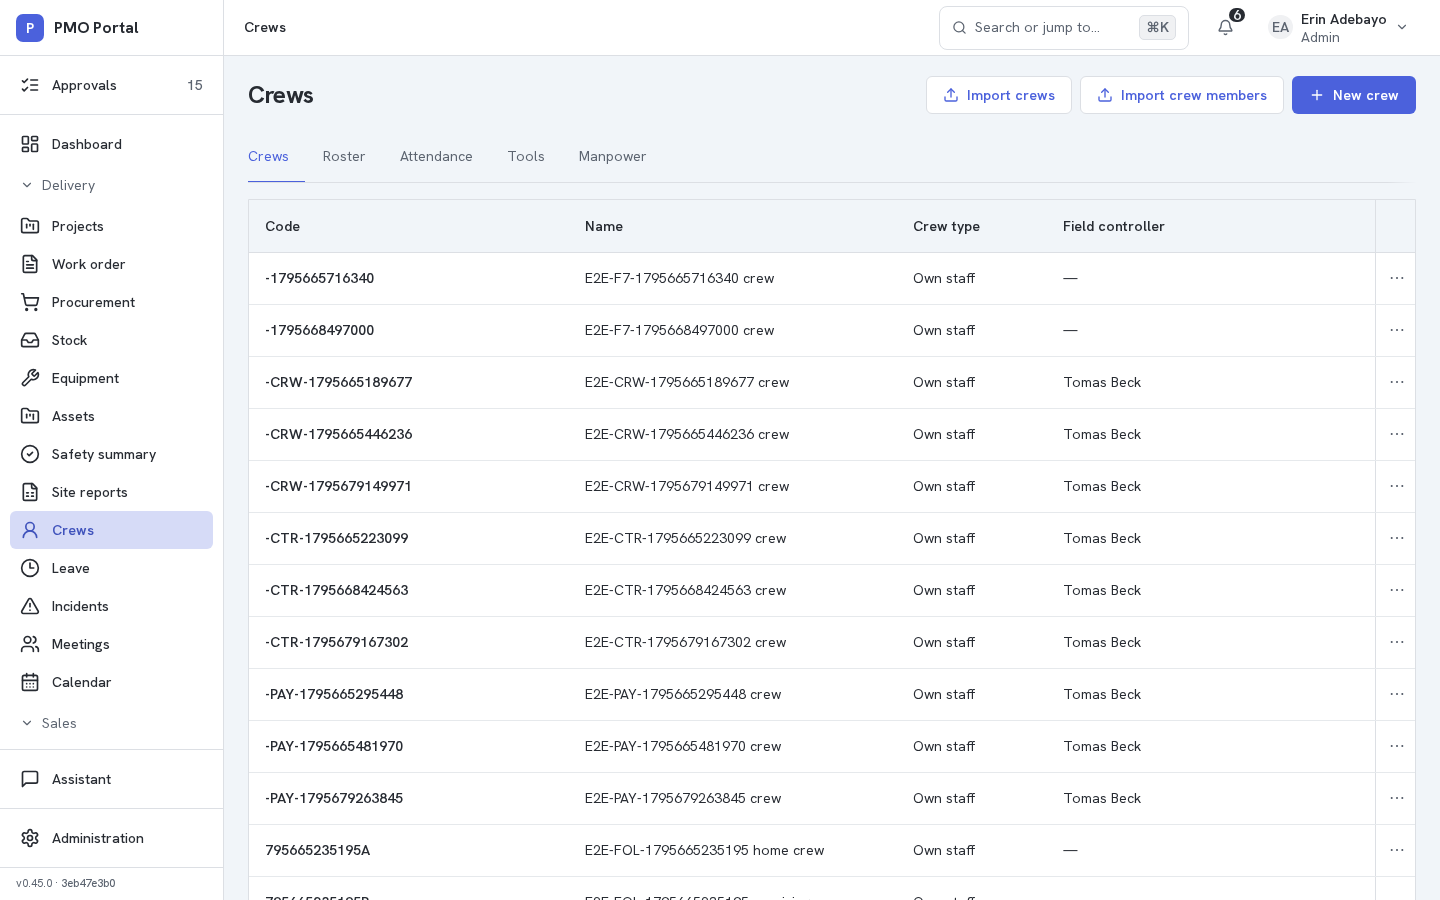 P PMO Portal
Crews
Search or jump to... ⌘K
6
EA Erin Adebayo
Admin
Approvals 15
Dashboard
Delivery
Projects
Work order
Procurement
Stock
Equipment
Assets
Safety summary
Site reports
Crews
Leave
Incidents
Meetings
Calendar
Sales
Assistant
Administration
v0.45.0 · 3eb47e3b0
Crews
Import crews Import crew members New crew
Crews Roster Attendance Tools Manpower
Code Name Crew type Field controller
-1795665716340 E2E-F7-1795665716340 crew Own staff —
-1795668497000 E2E-F7-1795668497000 crew Own staff —
-CRW-1795665189677 E2E-CRW-1795665189677 crew Own staff Tomas Beck
-CRW-1795665446236 E2E-CRW-1795665446236 crew Own staff Tomas Beck
-CRW-1795679149971 E2E-CRW-1795679149971 crew Own staff Tomas Beck
-CTR-1795665223099 E2E-CTR-1795665223099 crew Own staff Tomas Beck
-CTR-1795668424563 E2E-CTR-1795668424563 crew Own staff Tomas Beck
-CTR-1795679167302 E2E-CTR-1795679167302 crew Own staff Tomas Beck
-PAY-1795665295448 E2E-PAY-1795665295448 crew Own staff Tomas Beck
-PAY-1795665481970 E2E-PAY-1795665481970 crew Own staff Tomas Beck
-PAY-1795679263845 E2E-PAY-1795679263845 crew Own staff Tomas Beck
795665235195A E2E-FOL-1795665235195 home crew Own staff —